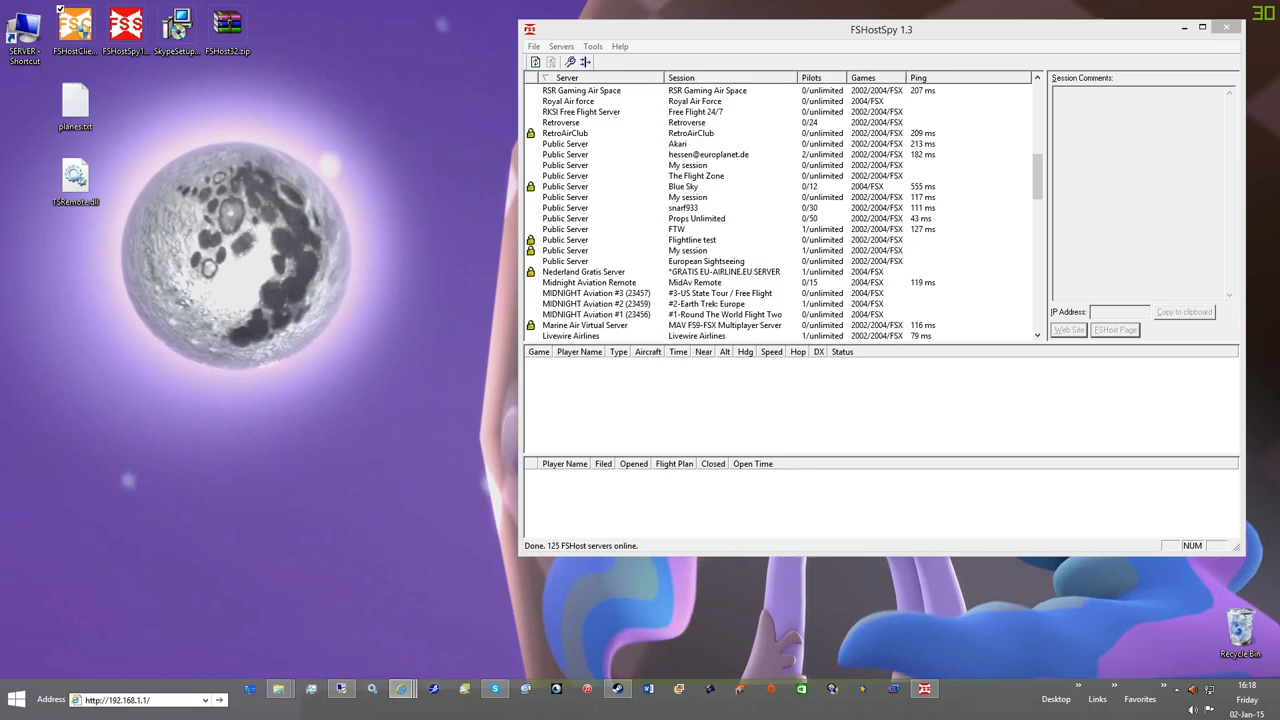 30
SERVER - Shortcut
FSHostClie...
FSHostSpy1...
SkypeSetup...
FSHost32.zip
planes.txt
TSRemote.dll
FSS
FSHostSpy 1.3
File Servers Tools Help
Server Session Pilots Games Ping
RSR Gaming Air Space RSR Gaming Air Space 0/unlimited 2002/2004/FSX 207 ms
Royal Air force Royal Air Force 0/unlimited 2004/FSX
RKSI Free Flight Server Free Flight 24/7 0/unlimited 2002/2004/FSX
Retroverse Retroverse 0/24 2002/2004/FSX
RetroAirClub RetroAirClub 0/unlimited 2002/2004/FSX 209 ms
Public Server Akari 0/unlimited 2002/2004/FSX 213 ms
Public Server hessen@europlanet.de 2/unlimited 2002/2004/FSX 182 ms
Public Server My session 0/unlimited 2002/2004/FSX
Public Server The Flight Zone 0/unlimited 2002/2004/FSX
Public Server Blue Sky 0/12 2004/FSX 555 ms
Public Server My session 0/unlimited 2002/2004/FSX 117 ms
Public Server snarf933 0/30 2002/2004/FSX 111 ms
Public Server Props Unlimited 0/50 2002/2004/FSX 43 ms
Public Server FTW 1/unlimited 2002/2004/FSX 127 ms
Public Server Flightline test 0/unlimited 2002/2004/FSX
Public Server My session 1/unlimited 2002/2004/FSX
Public Server European Sightseeing 0/unlimited 2002/2004/FSX
Nederland Gratis Server *GRATIS EU-AIRLINE.EU SERVER 1/unlimited 2004/FSX
Midnight Aviation Remote MidAv Remote 0/15 2002/2004/FSX 119 ms
MIDNIGHT Aviation #3 (23457) #3-US State Tour / Free Flight 0/unlimited 2004/FSX
MIDNIGHT Aviation #2 (23459) #2-Earth Trek: Europe 1/unlimited 2004/FSX
MIDNIGHT Aviation #1 (23456) #1-Round The World Flight Two 0/unlimited 2004/FSX
Marine Air Virtual Server MAV FS9-FSX Multiplayer Server 0/unlimited 2002/2004/FSX 116 ms
Livewire Airlines Livewire Airlines 1/unlimited 2002/2004/FSX 79 ms
Session Comments:
IP Address: Copy to clipboard
Web Site FSHost Page
Game Player Name Type Aircraft Time Near Alt Hdg Speed Hop DX Status
Player Name Filed Opened Flight Plan Closed Open Time
Done. 125 FSHost servers online. NUM
Recycle Bin
Address http://192.168.1.1/
Desktop Links Favorites
16:18
Friday
02-Jan-15